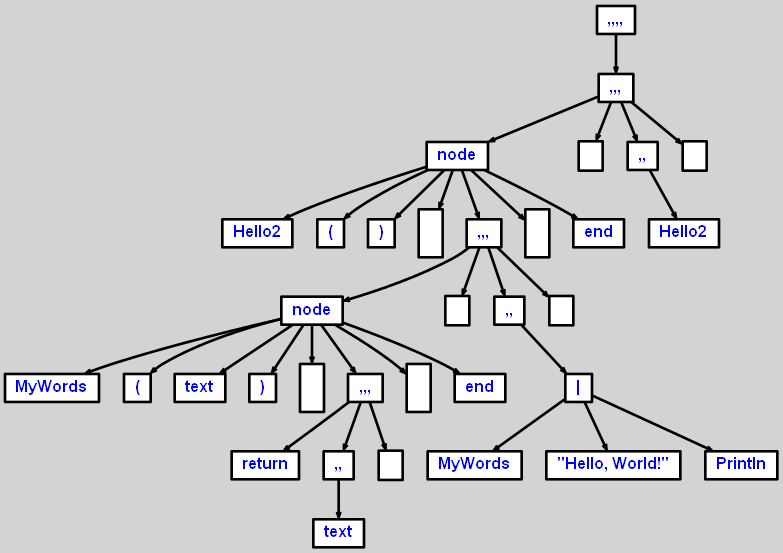 ,,,,
,,,
node
,,
Hello2 ( ) ,,, end Hello2
node ,,
MyWords ( text ) ,,, end |
return ,, MyWords "Hello, World!" Println
text